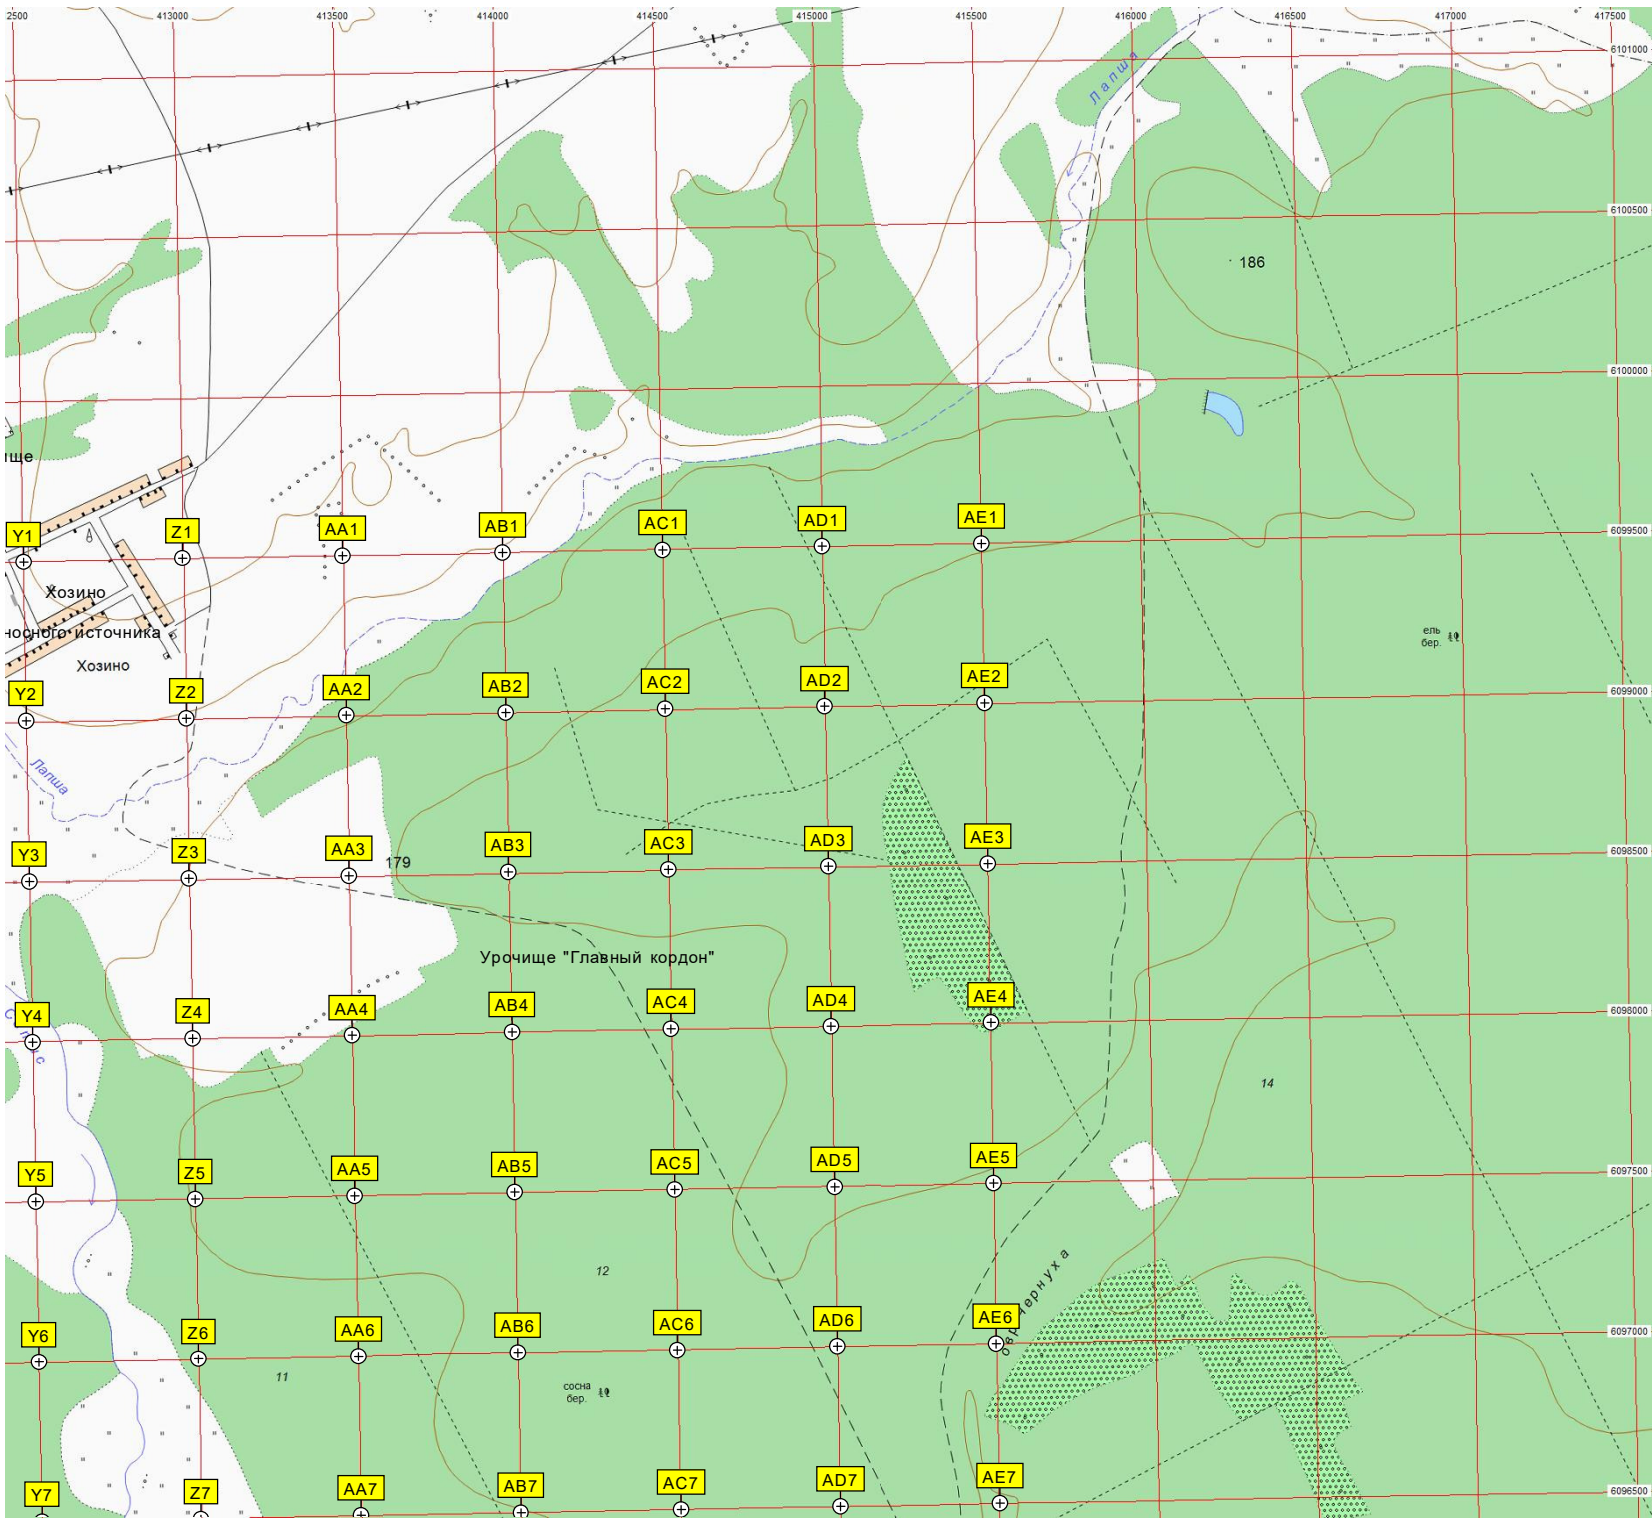 2500 413000 413500 414000 414500 415000 415500 416000 416500 417000 417500
6101000
Лапша
6100500
186
6100000
ище
Y1 Z1 AA1 AB1 AC1 AD1 AE1
6099500
Хозино
носного источника
ель
бер.
Хозино
Y2 Z2 AA2 AB2 AC2 AD2 AE2
6099000
Лапша
Y3 Z3 AA3 AB3 AC3 AD3 AE3
6098500
179
Урочище "Главный кордон"
Y4 Z4 AA4 AB4 AC4 AD4 AE4
6098000
14
Y5 Z5 AA5 AB5 AC5 AD5 AE5
6097500
12
Y6 Z6 AA6 AB6 AC6 AD6 AE6
6097000
11
сосна
бер.
Y7 Z7 AA7 AB7 AC7 AD7 AE7
6096500